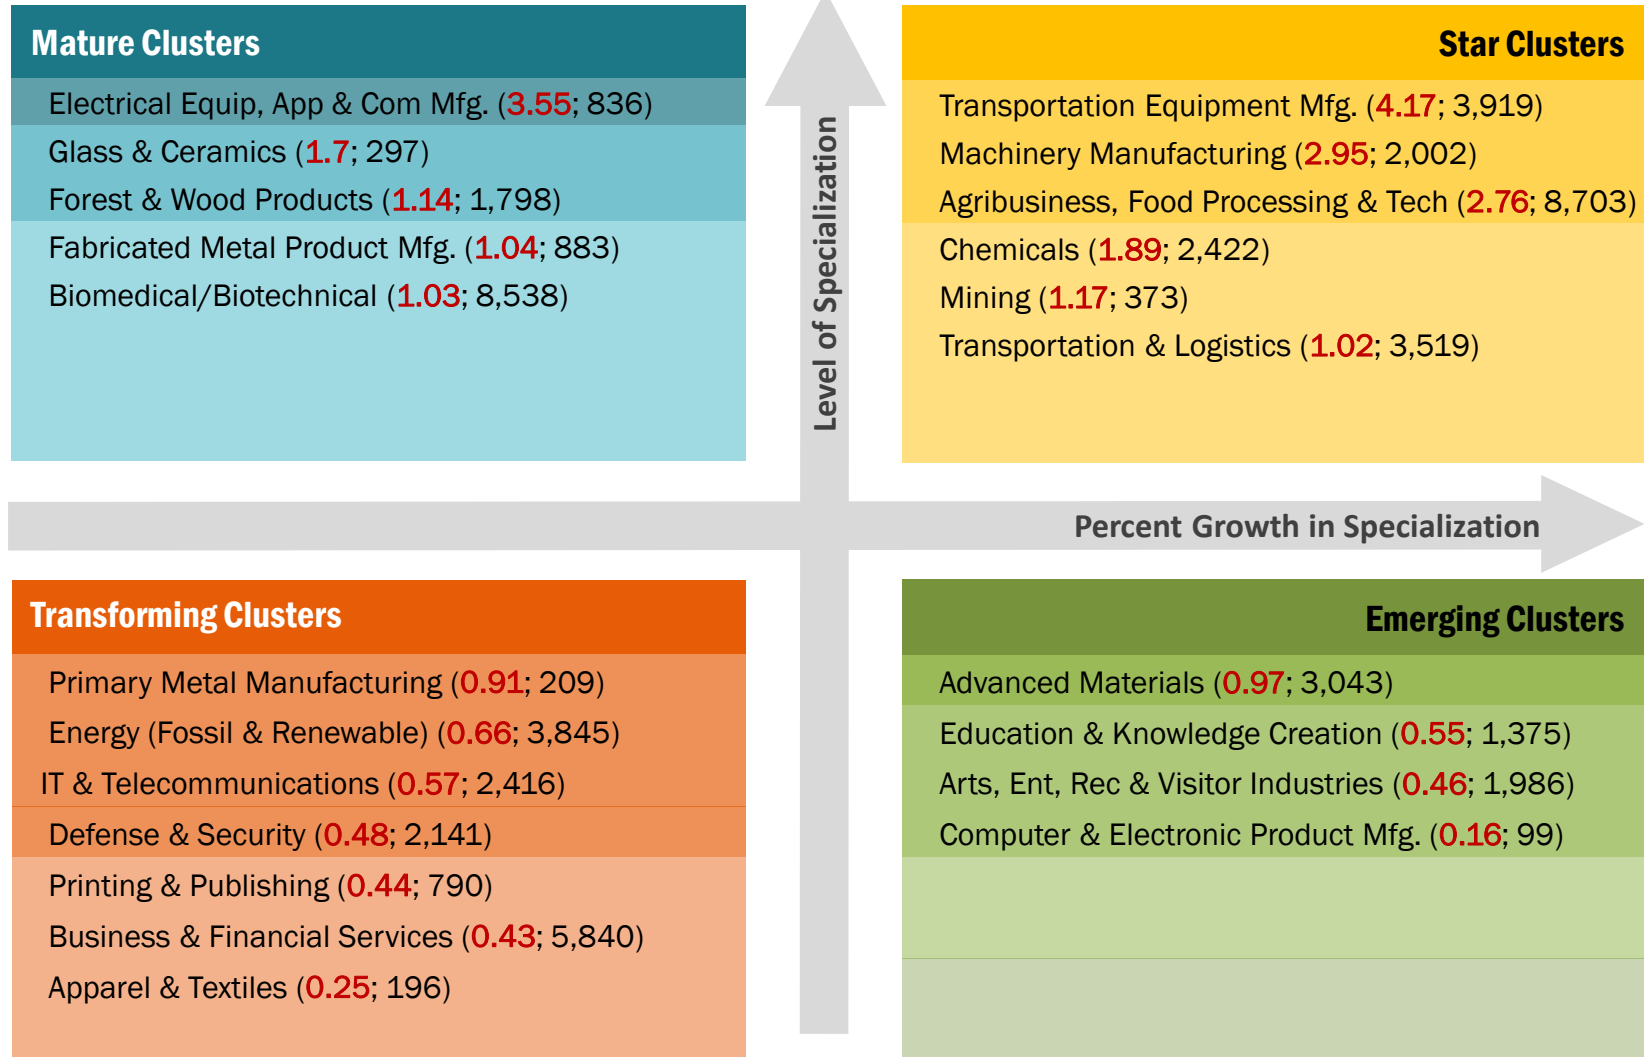 Mature Clusters
Electrical Equip, App & Com Mfg. (3.55; 836)
Glass & Ceramics (1.7; 297)
Forest & Wood Products (1.14; 1,798)
Fabricated Metal Product Mfg. (1.04; 883)
Biomedical/Biotechnical (1.03; 8,538)
Level of Specialization
Star Clusters
Transportation Equipment Mfg. (4.17; 3,919)
Machinery Manufacturing (2.95; 2,002)
Agribusiness, Food Processing & Tech (2.76; 8,703)
Chemicals (1.89; 2,422)
Mining (1.17; 373)
Transportation & Logistics (1.02; 3,519)
Percent Growth in Specialization
Transforming Clusters
Primary Metal Manufacturing (0.91; 209)
Energy (Fossil & Renewable) (0.66; 3,845)
IT & Telecommunications (0.57; 2,416)
Defense & Security (0.48; 2,141)
Printing & Publishing (0.44; 790)
Business & Financial Services (0.43; 5,840)
Apparel & Textiles (0.25; 196)
Emerging Clusters
Advanced Materials (0.97; 3,043)
Education & Knowledge Creation (0.55; 1,375)
Arts, Ent, Rec & Visitor Industries (0.46; 1,986)
Computer & Electronic Product Mfg. (0.16; 99)